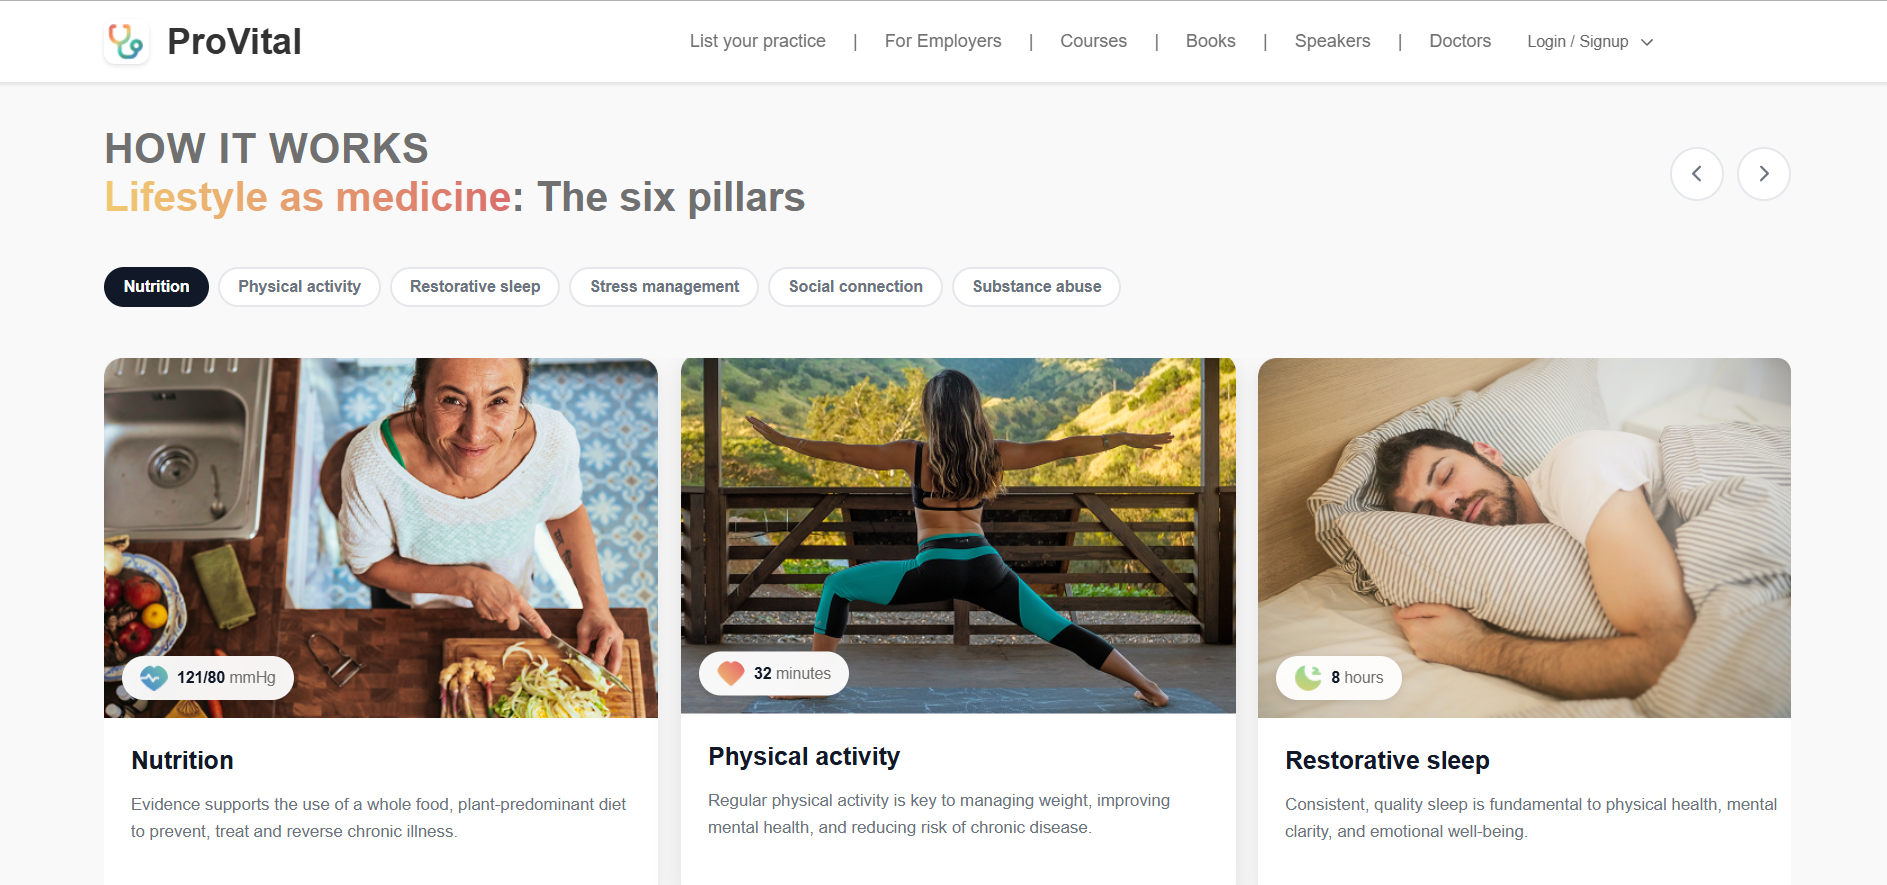 ProVital
List your practice | For Employers | Courses | Books | Speakers | Doctors Login / Signup
HOW IT WORKS
Lifestyle as medicine: The six pillars
Nutrition Physical activity Restorative sleep Stress management Social connection Substance abuse
121/80 mmHg
32 minutes
8 hours
Nutrition
Evidence supports the use of a whole food, plant-predominant diet
to prevent, treat and reverse chronic illness.
Physical activity
Regular physical activity is key to managing weight, improving
mental health, and reducing risk of chronic disease.
Restorative sleep
Consistent, quality sleep is fundamental to physical health, mental
clarity, and emotional well-being.